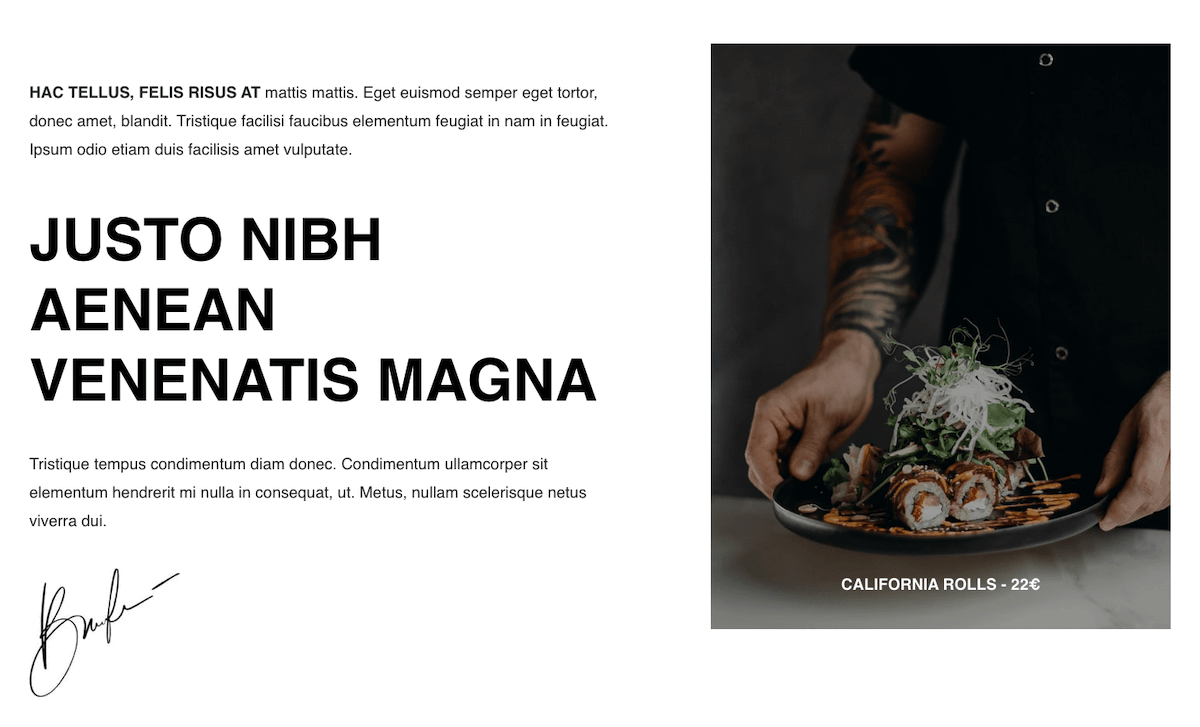 HAC TELLUS, FELIS RISUS AT mattis mattis. Eget euismod semper eget tortor,
donec amet, blandit. Tristique facilisi faucibus elementum feugiat in nam in feugiat.
Ipsum odio etiam duis facilisis amet vulputate.
JUSTO NIBH
AENEAN
VENENATIS MAGNA
Tristique tempus condimentum diam donec. Condimentum ullamcorper sit
elementum hendrerit mi nulla in consequat, ut. Metus, nullam scelerisque netus
viverra dui.
CALIFORNIA ROLLS - 22€